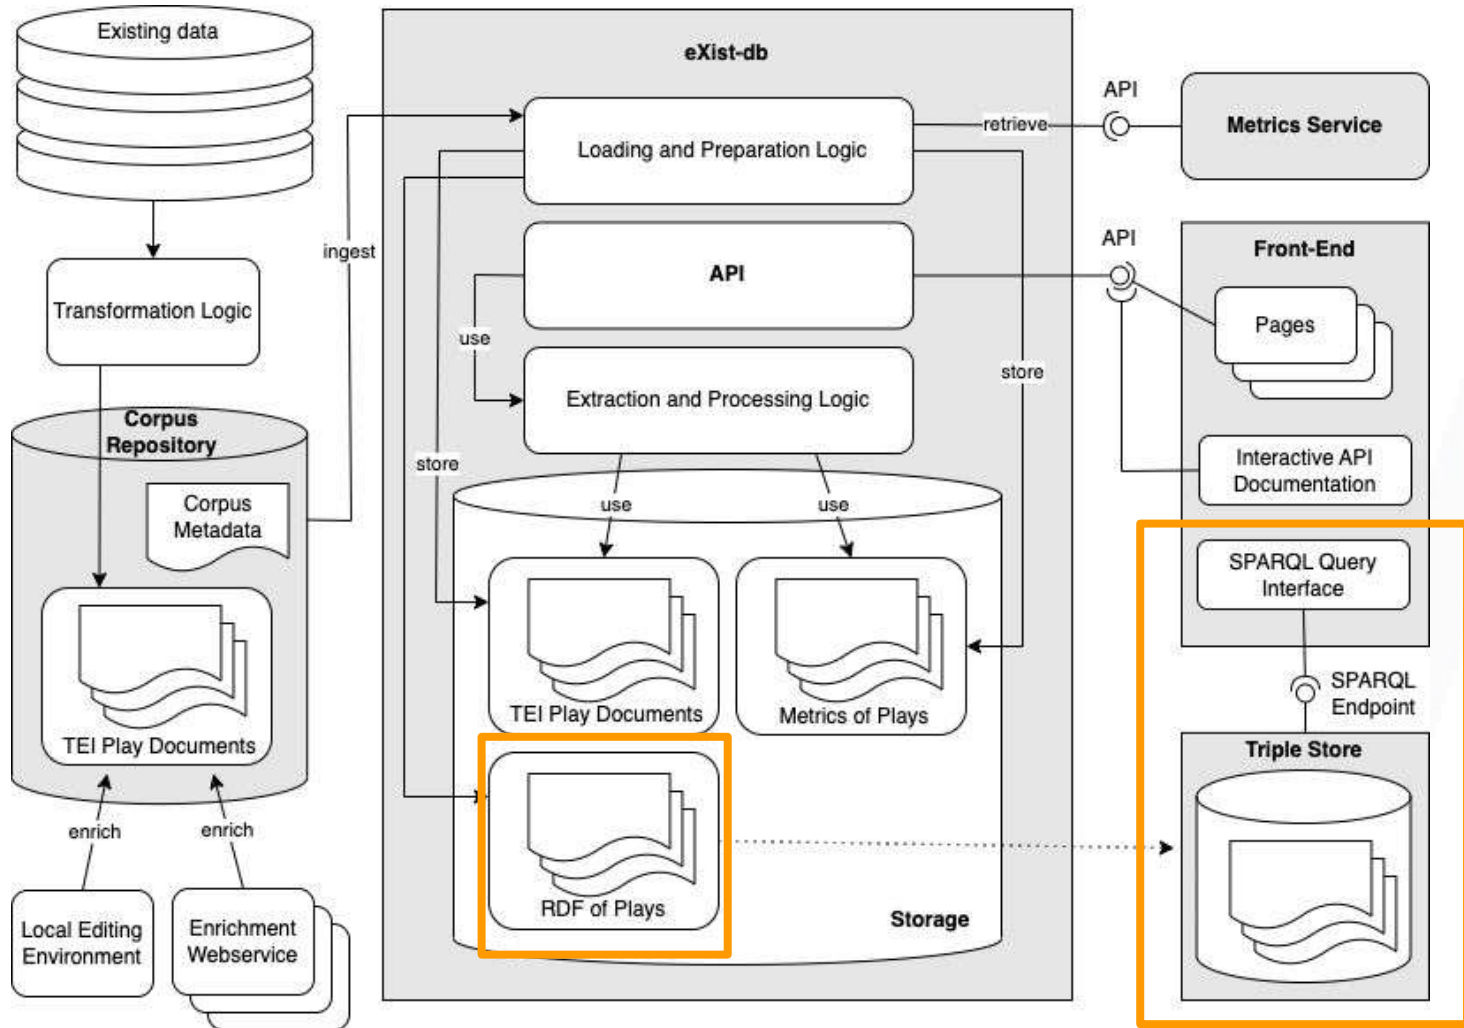 Existing data
Transformation Logic
Corpus
Repository
Corpus
Metadata
TEI Play Documents
enrich
enrich
Local Editing
Environment
Enrichment
Webservice
ingest
eXist-db
Loading and Preparation Logic
API
use
Extraction and Processing Logic
store
use
use
store
retrieve
TEI Play Documents
Metrics of Plays
RDF of Plays
Storage
API
Metrics Service
API
Front-End
Pages
Interactive API
Documentation
SPARQL Query
Interface
SPARQL
Endpoint
Triple Store